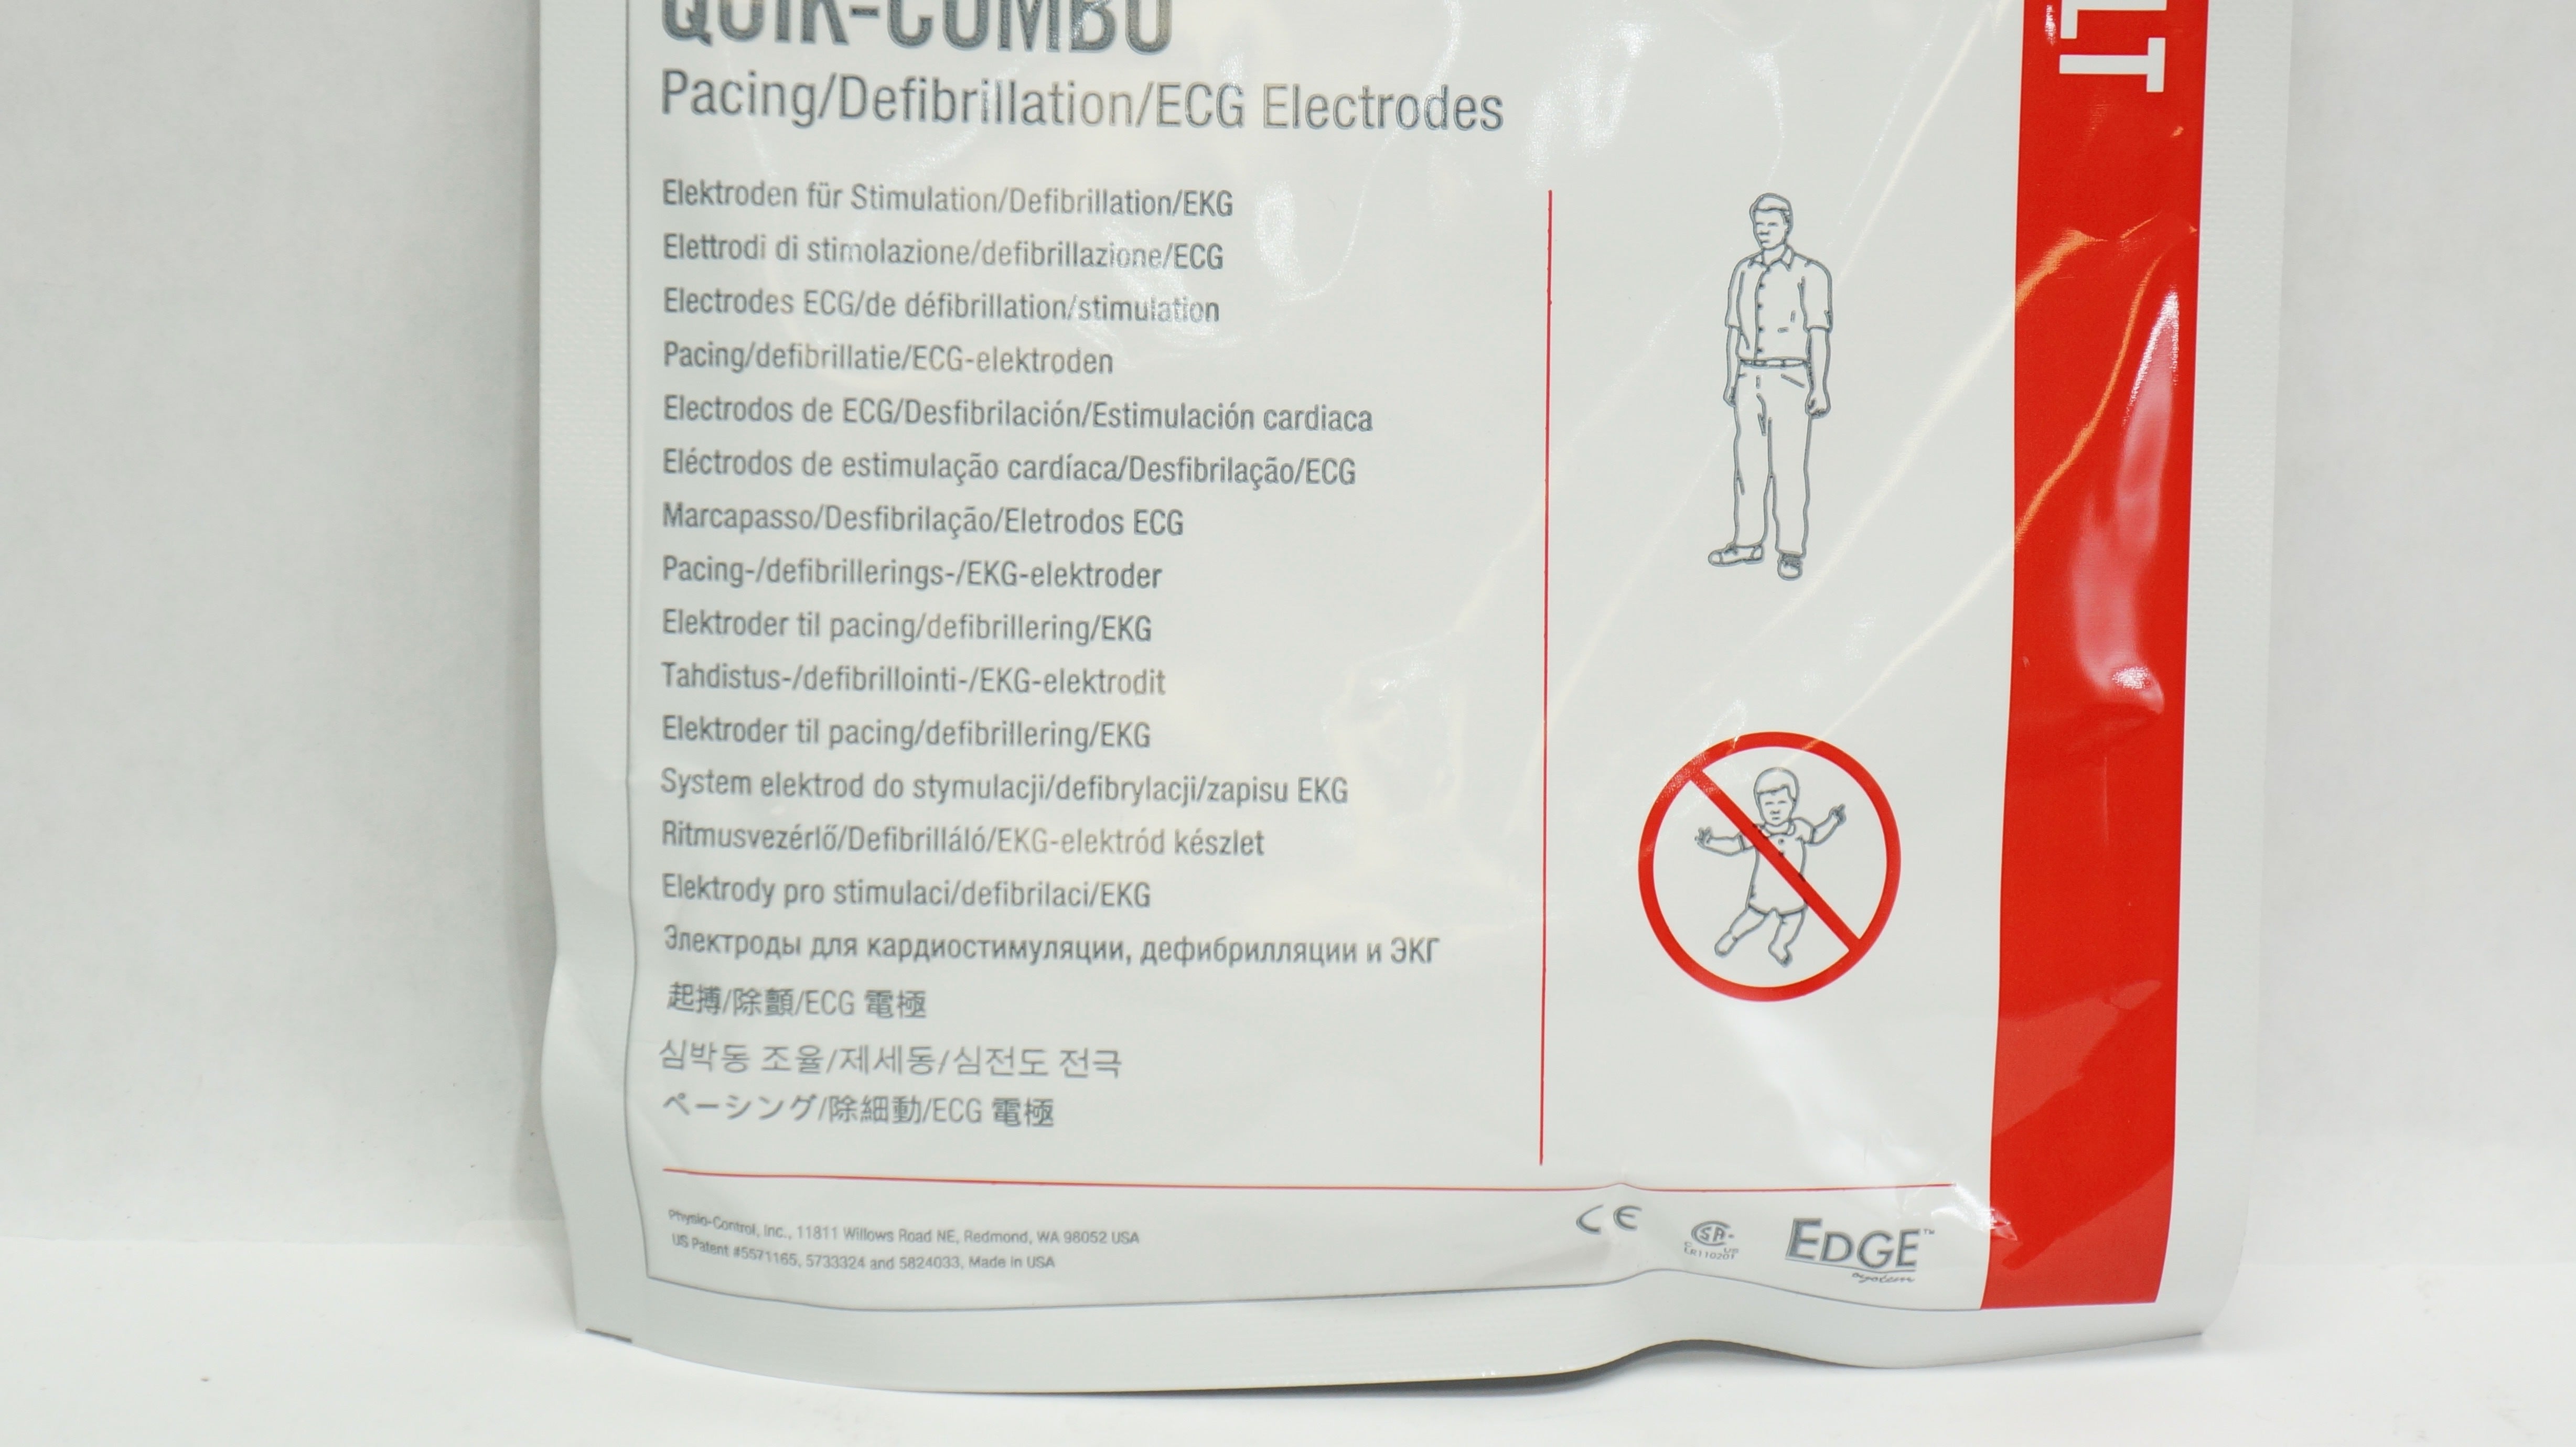 QUIK-COMBO
Pacing/Defibrillation/ECG Electrodes
Elektroden für Stimulation/Defibrillation/EKG
Elettrodi di stimolazione/defibrillazione/ECG
Electrodes ECG/de défibrillation/stimulation
Pacing/defibrillatie/ECG-elektroden
Electrodos de ECG/Desfibrilación/Estimulación cardiaca
Eléctrodos de estimulação cardíaca/Desfibrilação/ECG
Marcapasso/Desfibrilação/Eletrodos ECG
Pacing-/defibrillerings-/EKG-elektroder
Elektroder til pacing/defibrillering/EKG
Tahdistus-/defibrillointi-/EKG-elektrodit
Elektroder til pacing/defibrillering/EKG
System elektrod do stymulacji/defibrylacji/zapisu EKG
Ritmusvezérlő/Defibrilláló/EKG-elektród készlet
Elektrody pro stimulaci/defibrilaci/EKG
Электроды для кардиостимуляции, дефибрилляции и ЭКГ
起搏/除顫/ECG 電極
심박동 조율/제세동/심전도 전극
ペーシング/除細動/ECG 電極
Physio-Control, Inc., 11811 Willows Road NE, Redmond, WA 98052 USA
US Patent #5571165, 5733324 and 5824033, Made in USA
CE
EDGE™
system
LT